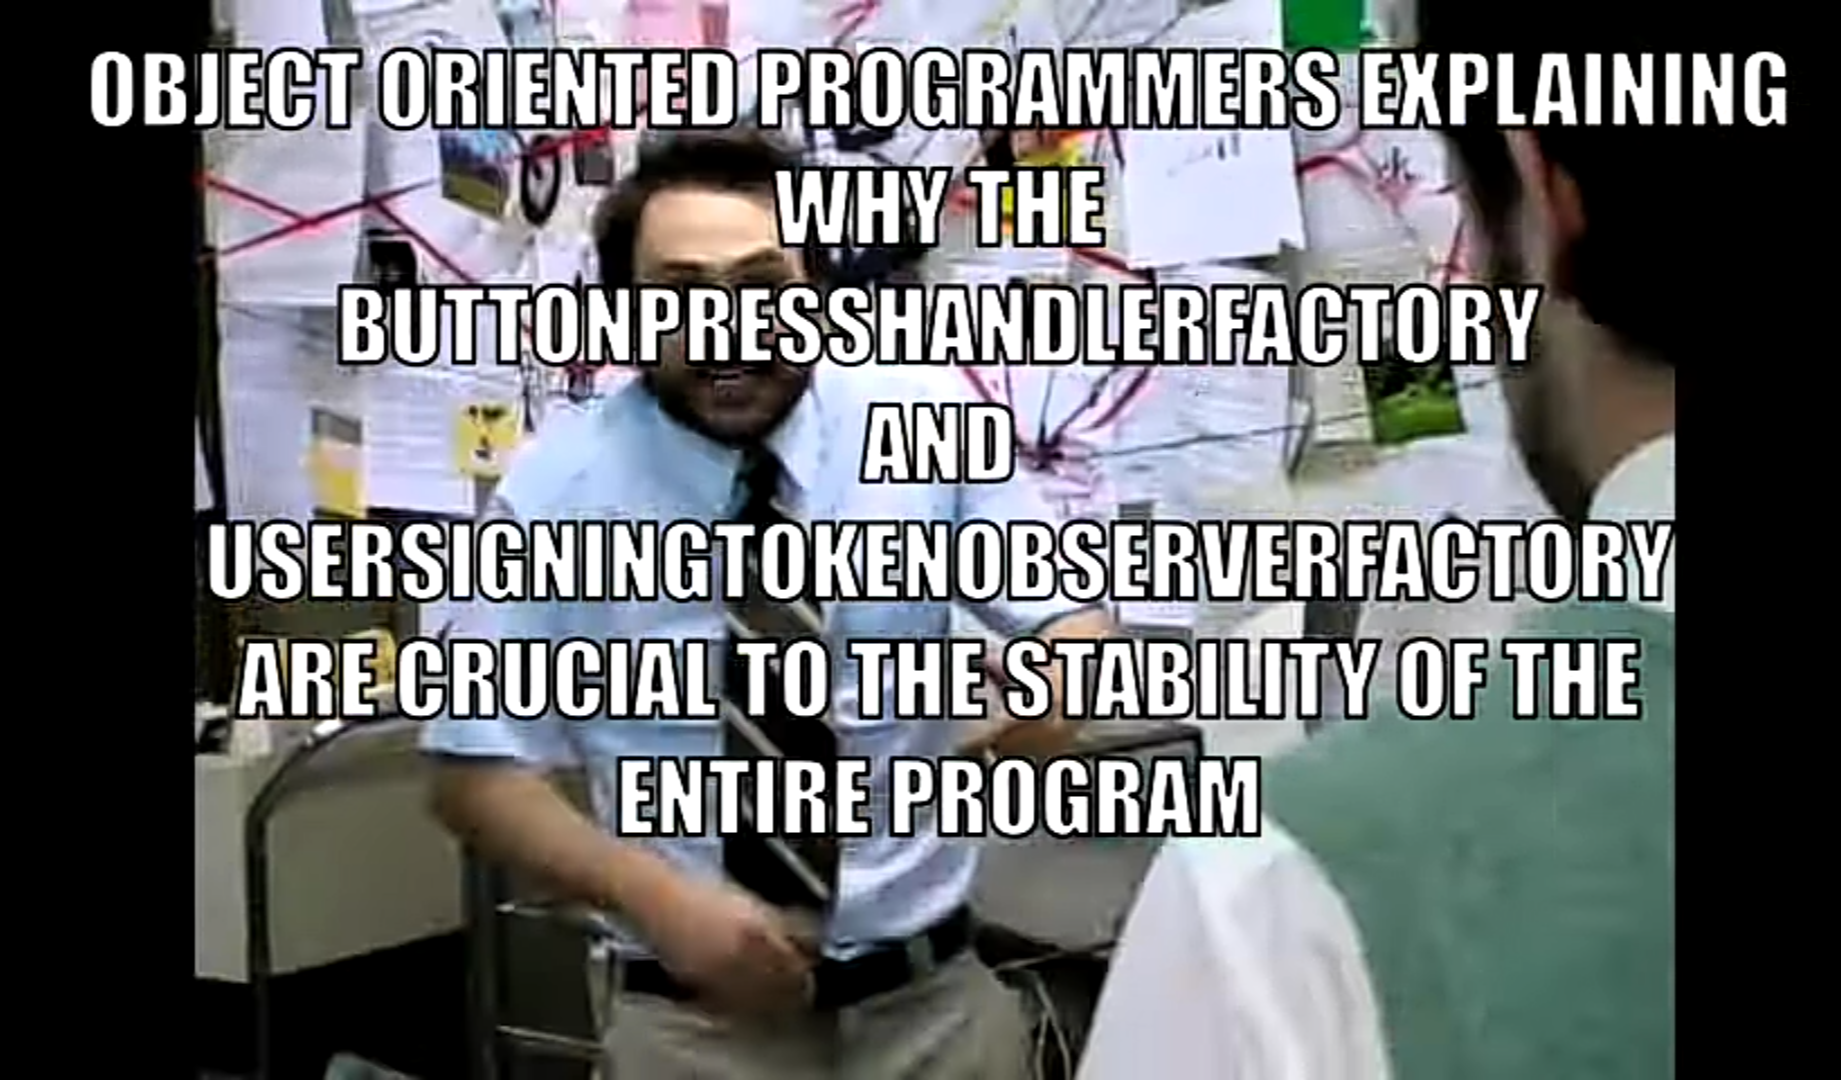 OBJECT ORIENTED PROGRAMMERS EXPLAINING
WHY THE
BUTTONPRESSHANDLERFACTORY
AND
USERSIGNINGTOKENOBSERVERFACTORY
ARE CRUCIAL TO THE STABILITY OF THE
ENTIRE PROGRAM